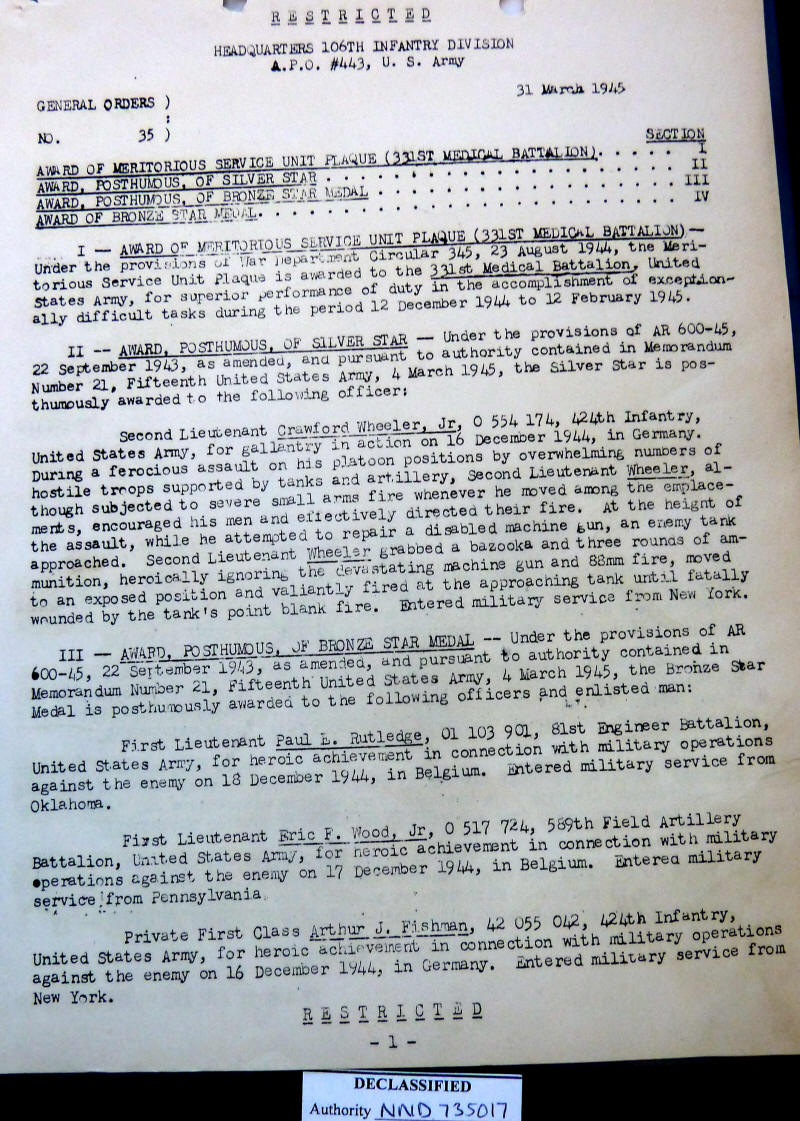 R E S T R I C T E D
HEADQUARTERS 106TH INFANTRY DIVISION
A.P.O. #443, U. S. Army
31 March 1945
GENERAL ORDERS )
:
NO. 35 )
SECTION
AWARD OF MERITORIOUS SERVICE UNIT PLAQUE (331ST MEDICAL BATTALION). . . . . . I
AWARD, POSTHUMOUS, OF SILVER STAR . . . . . . . . . . . . . . . . . . II
AWARD, POSTHUMOUS, OF BRONZE STAR MEDAL . . . . . . . . . . . . . . . III
AWARD OF BRONZE STAR MEDAL. . . . . . . . . . . . . . . . . . . . . . IV
I — AWARD OF MERITORIOUS SERVICE UNIT PLAQUE (331ST MEDICAL BATTALION) —
Under the provisions of War Department Circular 345, 23 August 1944, the Meri-
torious Service Unit Plaque is awarded to the 331st Medical Battalion, United
States Army, for superior performance of duty in the accomplishment of exception-
ally difficult tasks during the period 12 December 1944 to 12 February 1945.
II -- AWARD, POSTHUMOUS, OF SILVER STAR — Under the provisions of AR 600-45,
22 September 1943, as amended, and pursuant to authority contained in Memorandum
Number 21, Fifteenth United States Army, 4 March 1945, the Silver Star is pos-
thumously awarded to the following officer:
Second Lieutenant Crawford Wheeler, Jr, O 554 174, 424th Infantry,
United States Army, for gallantry in action on 16 December 1944, in Germany.
During a ferocious assault on his platoon positions by overwhelming numbers of
hostile troops supported by tanks and artillery, Second Lieutenant Wheeler, al-
though subjected to severe small arms fire whenever he moved among the emplace-
ments, encouraged his men and effectively directed their fire. At the height of
the assault, while he attempted to repair a disabled machine gun, an enemy tank
approached. Second Lieutenant Wheeler grabbed a bazooka and three rounds of am-
munition, heroically ignoring the devastating machine gun and 88mm fire, moved
to an exposed position and valiantly fired at the approaching tank until fatally
wounded by the tank's point blank fire. Entered military service from New York.
III — AWARD, POSTHUMOUS, OF BRONZE STAR MEDAL -- Under the provisions of AR
600-45, 22 September 1943, as amended, and pursuant to authority contained in
Memorandum Number 21, Fifteenth United States Army, 4 March 1945, the Bronze Star
Medal is posthumously awarded to the following officers and enlisted man:
First Lieutenant Paul L. Rutledge, O1 103 901, 81st Engineer Battalion,
United States Army, for heroic achievement in connection with military operations
against the enemy on 18 December 1944, in Belgium. Entered military service from
Oklahoma.
First Lieutenant Eric F. Wood, Jr, O 517 724, 589th Field Artillery
Battalion, United States Army, for heroic achievement in connection with military
operations against the enemy on 17 December 1944, in Belgium. Entered military
service from Pennsylvania.
Private First Class Arthur J. Fishman, 42 055 042, 424th Infantry,
United States Army, for heroic achievement in connection with military operations
against the enemy on 16 December 1944, in Germany. Entered military service from
New York.
R E S T R I C T E D
- 1 -
DECLASSIFIED
Authority NND 735017